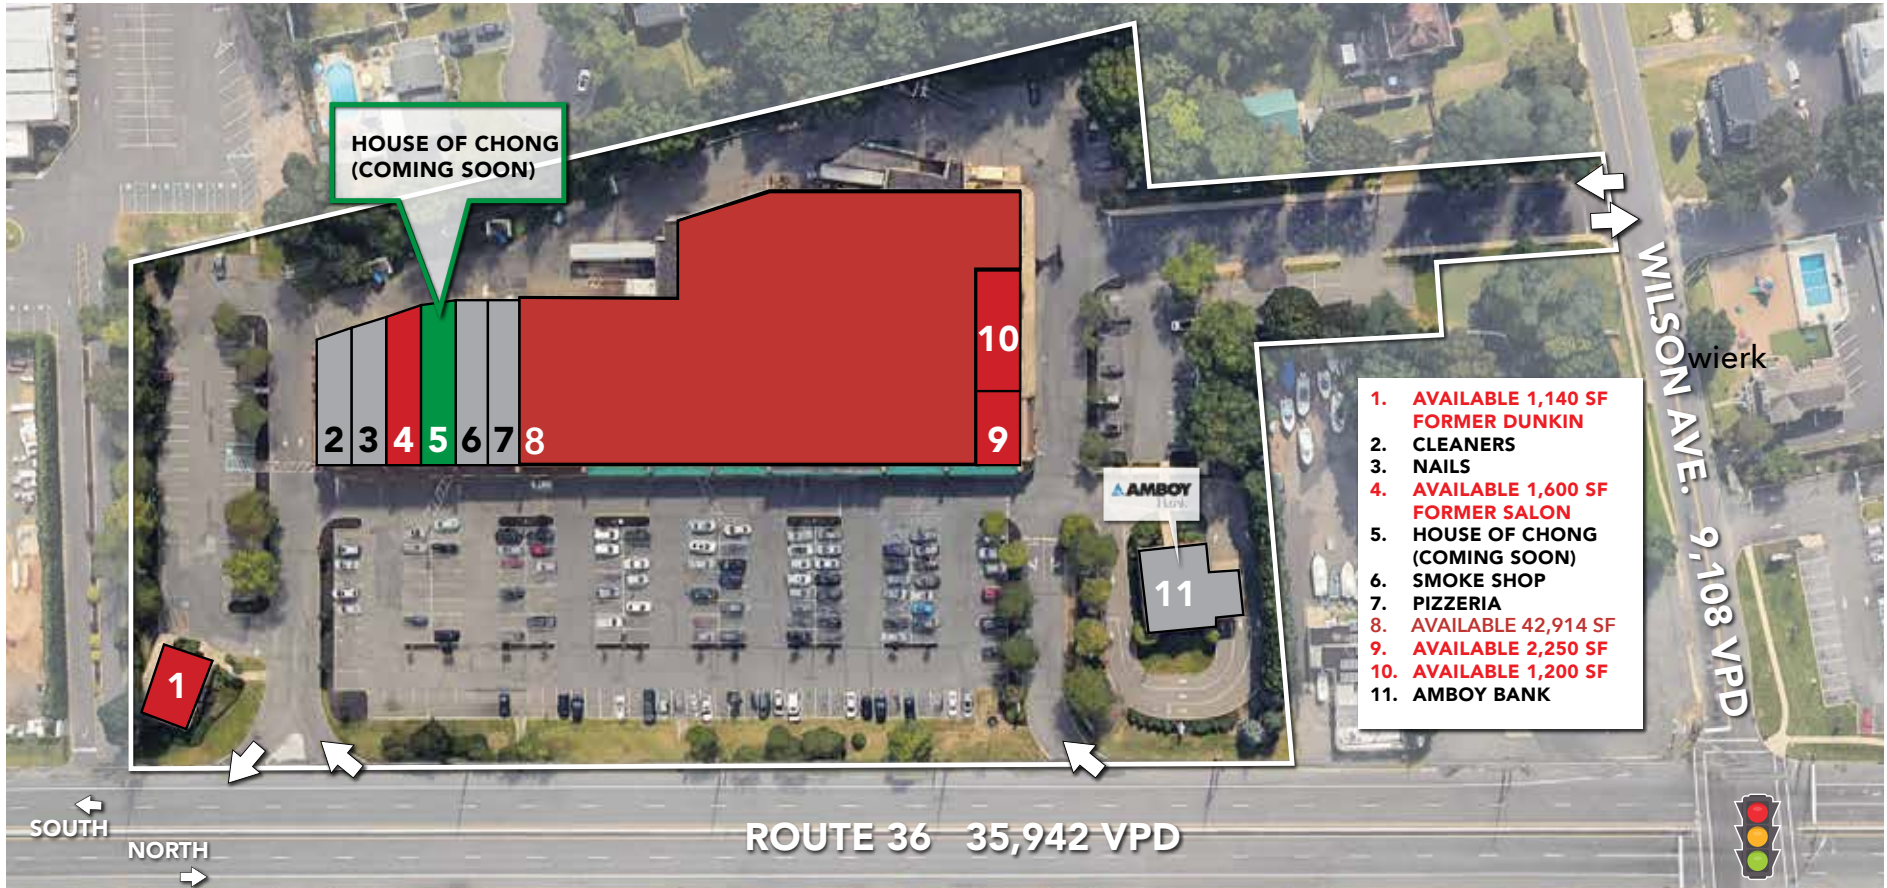 HOUSE OF CHONG
(COMING SOON)
10
2
3
4
5
6
7
8
9
AMBOY
Bank
11
1
WILSON AVE. 9,108 VPD
wierk
1. AVAILABLE 1,140 SF
FORMER DUNKIN
2. CLEANERS
3. NAILS
4. AVAILABLE 1,600 SF
FORMER SALON
5. HOUSE OF CHONG
(COMING SOON)
6. SMOKE SHOP
7. PIZZERIA
8. AVAILABLE 42,914 SF
9. AVAILABLE 2,250 SF
10. AVAILABLE 1,200 SF
11. AMBOY BANK
SOUTH
NORTH
ROUTE 36 35,942 VPD